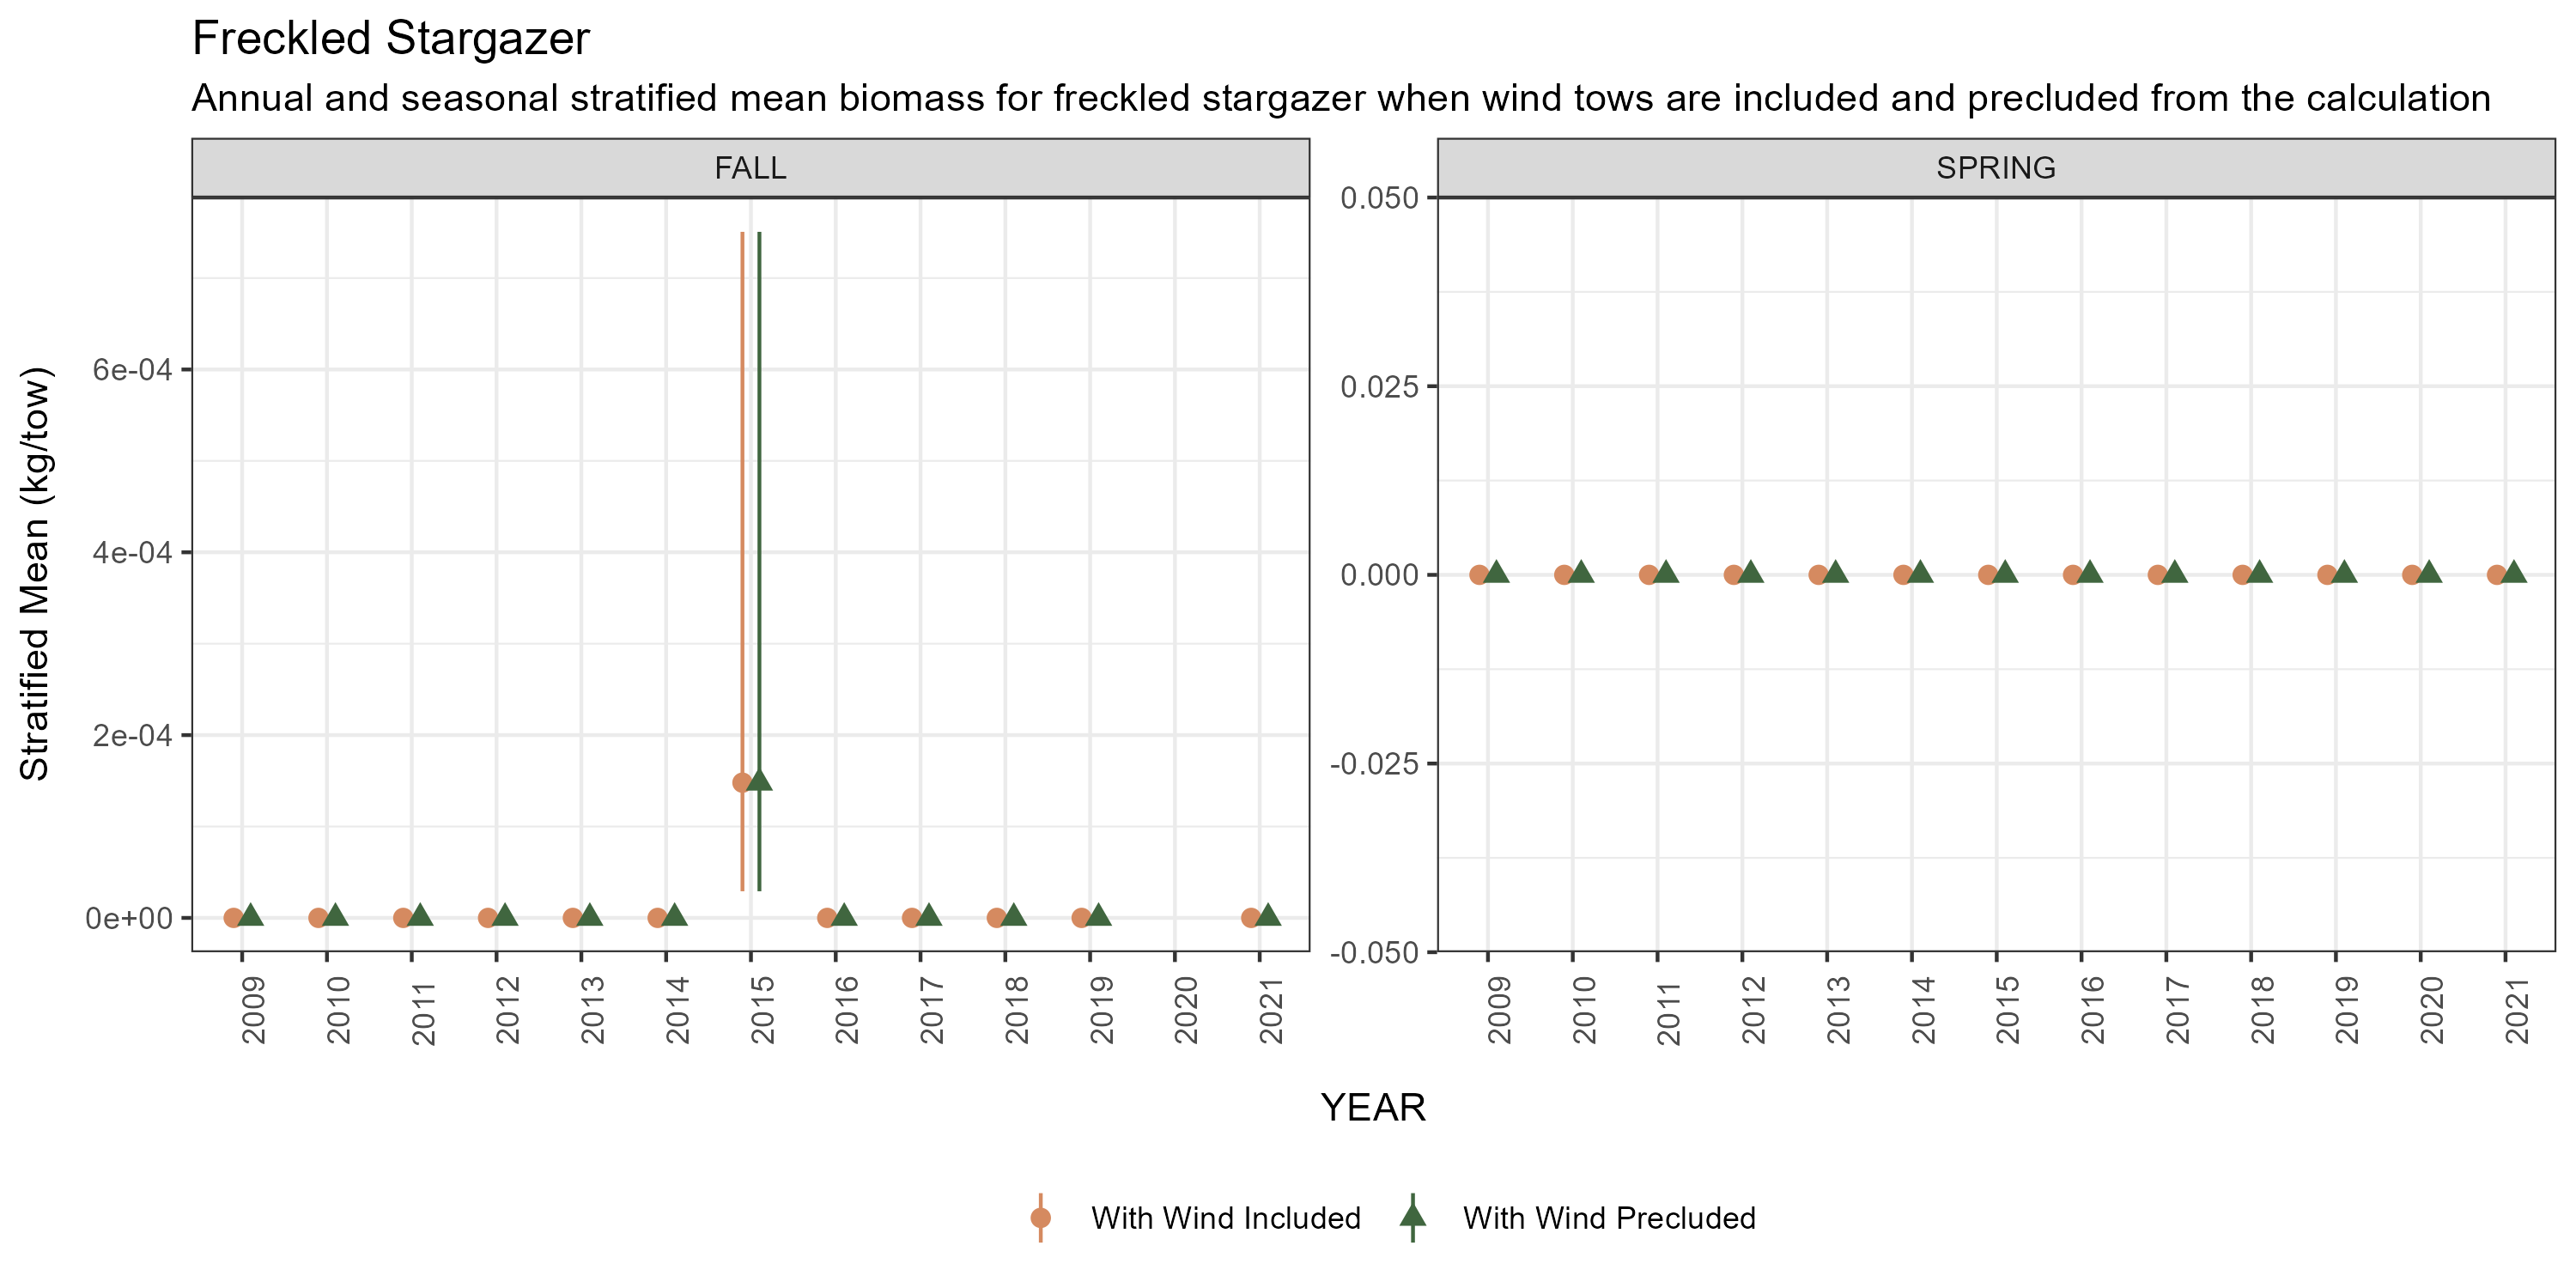 Freckled Stargazer
Annual and seasonal stratified mean biomass for freckled stargazer when wind tows are included and precluded from the calculation
FALL
SPRING
Stratified Mean (kg/tow)
6e-04
4e-04
2e-04
0e+00
0.050
0.025
0.000
-0.025
-0.050
2009 2010 2011 2012 2013 2014 2015 2016 2017 2018 2019 2020 2021
2009 2010 2011 2012 2013 2014 2015 2016 2017 2018 2019 2020 2021
YEAR
With Wind Included
With Wind Precluded